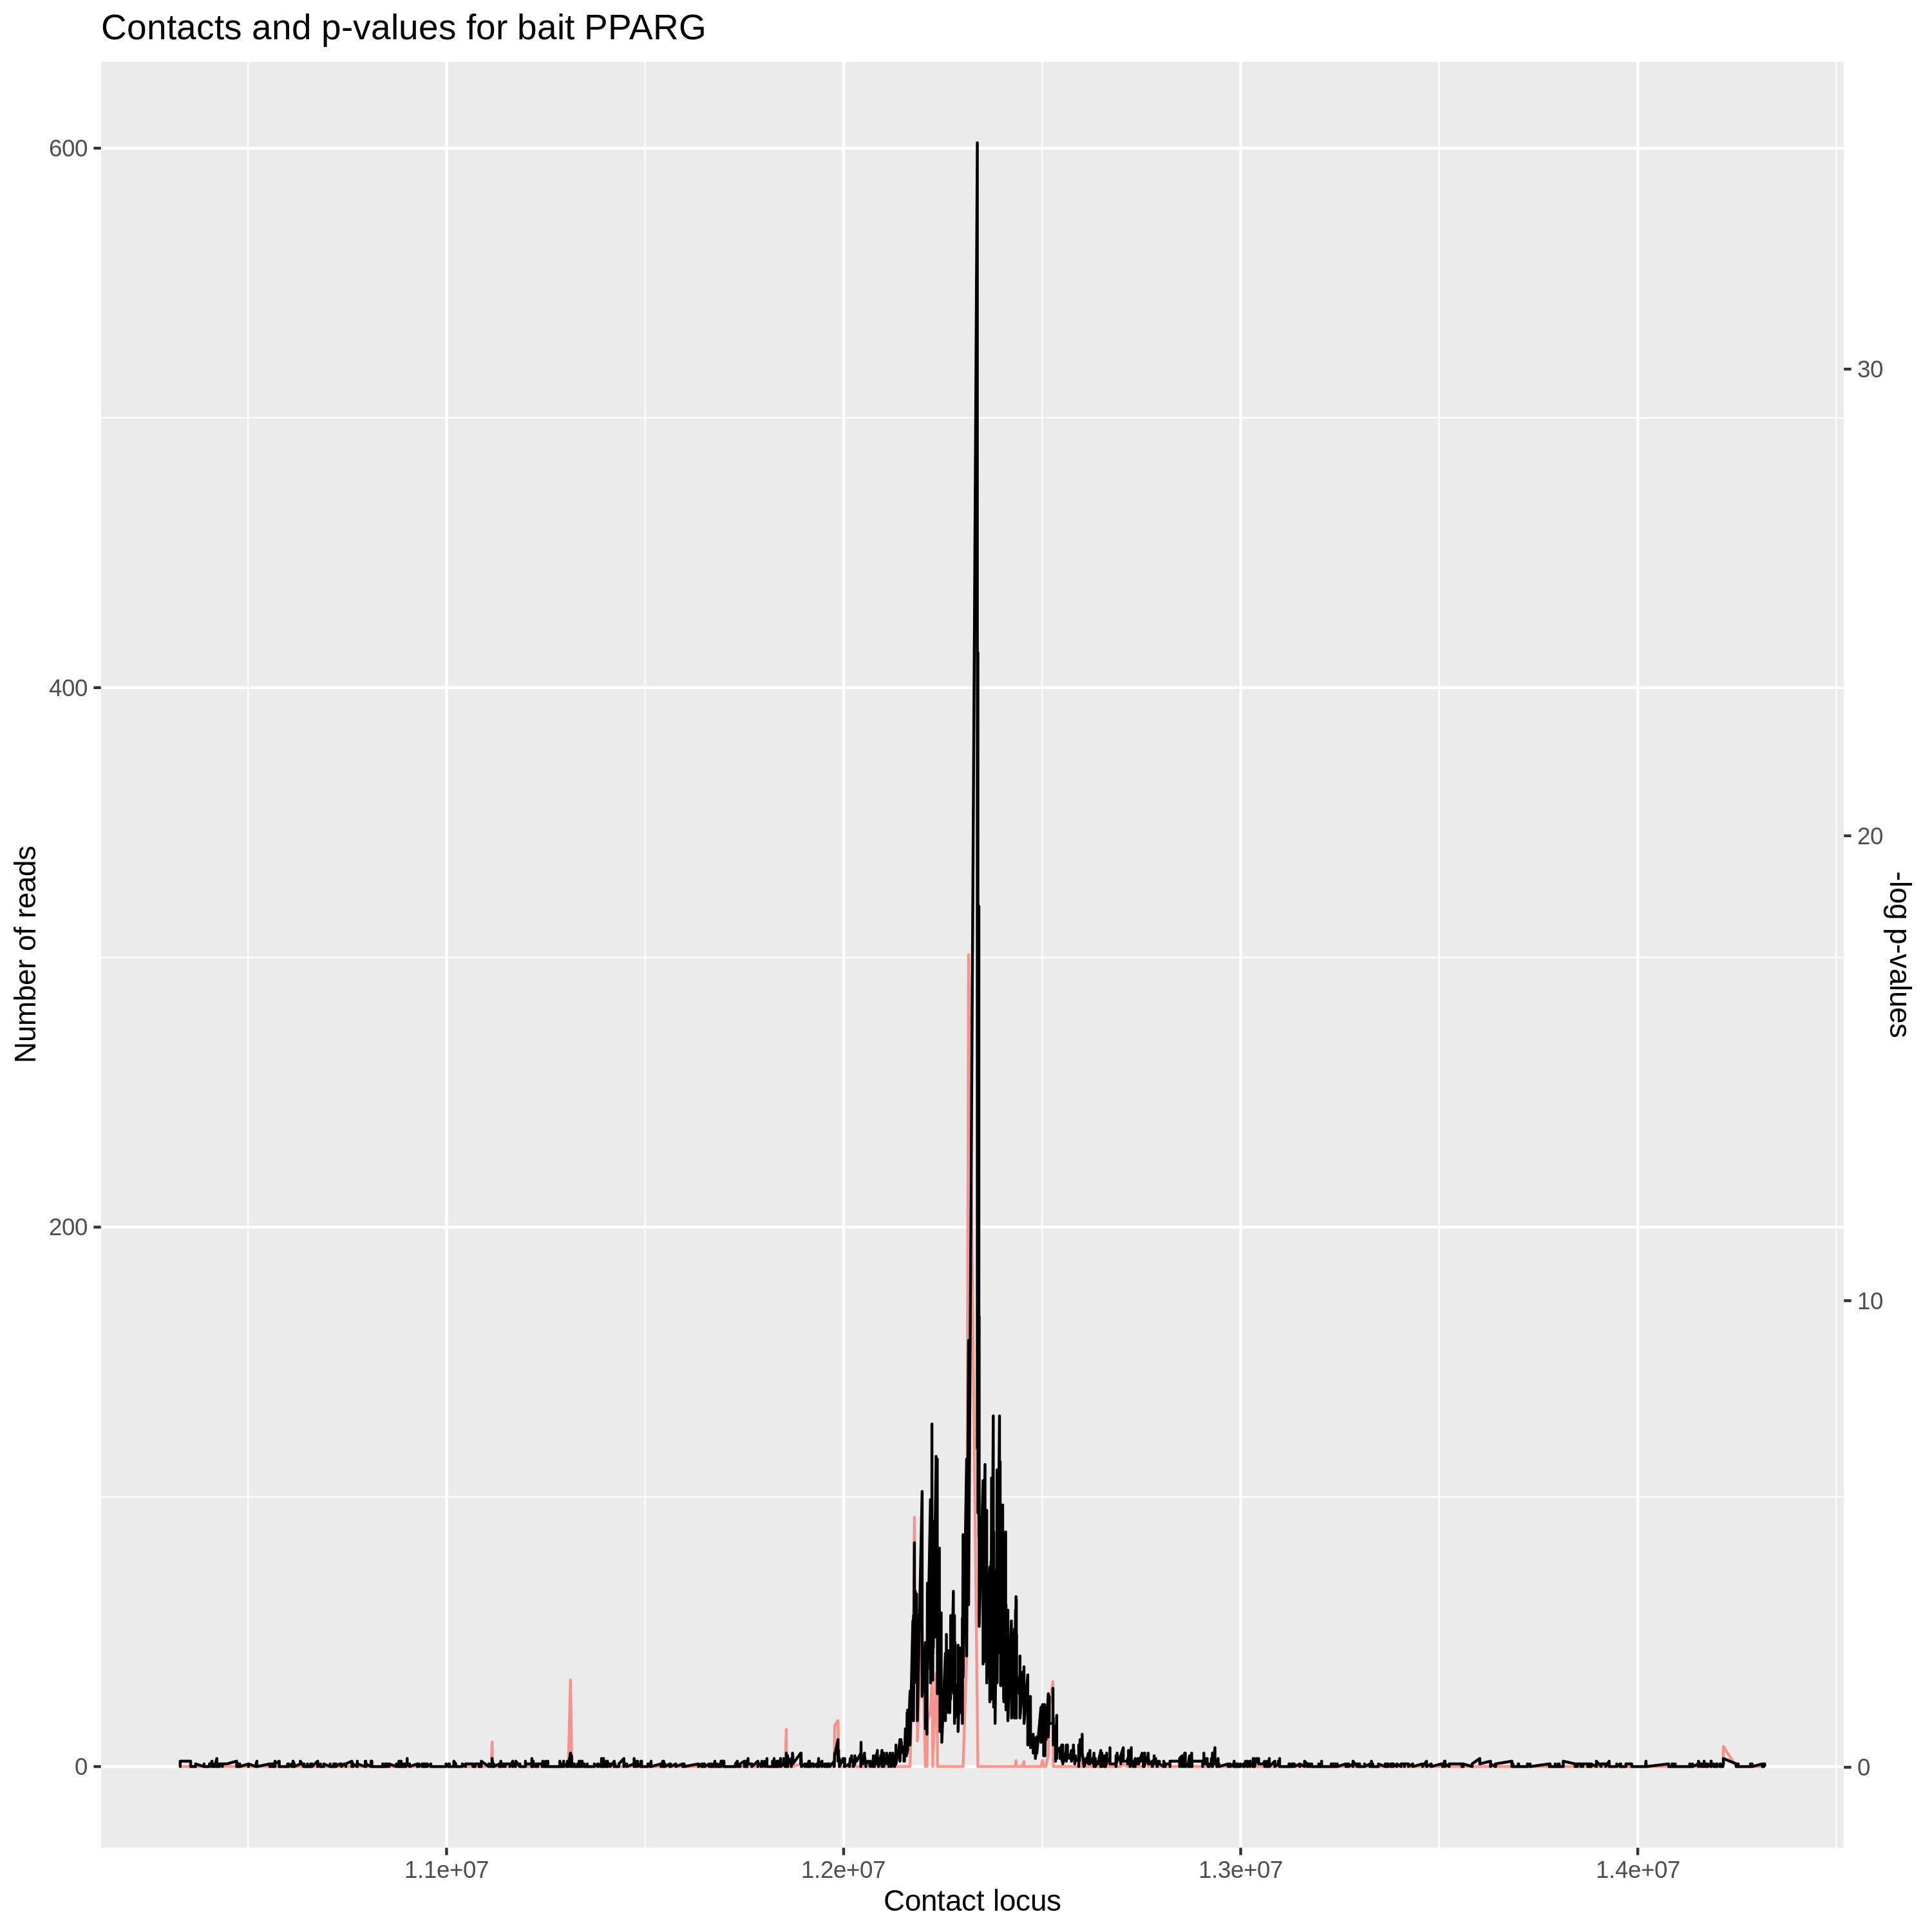 Contacts and p-values for bait PPARG
600
400
200
0
Number of reads
30
20
10
0
-log p-values
1.1e+07
1.2e+07
1.3e+07
1.4e+07
Contact locus